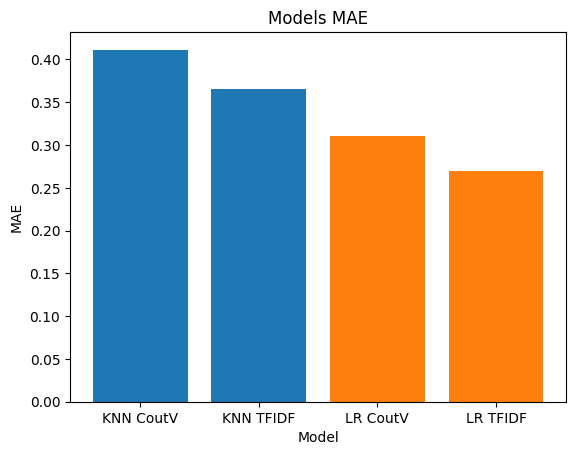 Models MAE
MAE
0.40
0.35
0.30
0.25
0.20
0.15
0.10
0.05
0.00
KNN CoutV KNN TFIDF LR CoutV LR TFIDF
Model